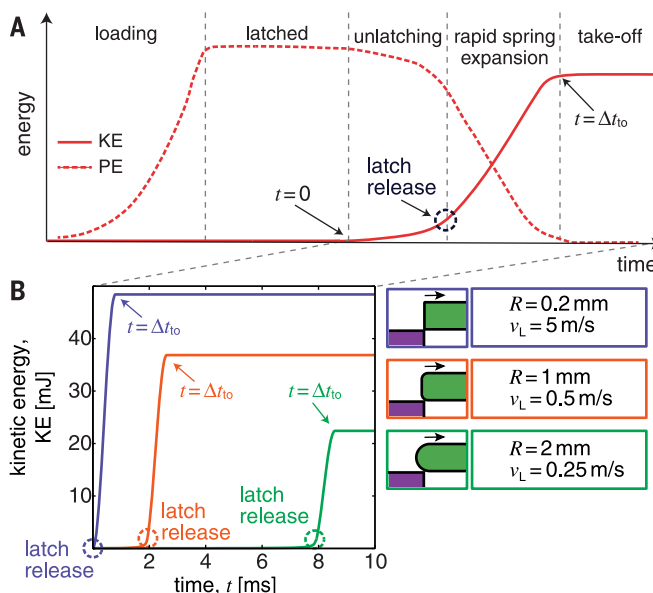 A
loading
latched
unlatching
rapid spring
expansion
take-off
energy
KE
PE
t = 0
latch
release
t = Δt_to
time
B
kinetic energy,
KE [mJ]
40
30
20
10
0
2
4
6
8
10
time, t [ms]
t = Δt_to
t = Δt_to
t = Δt_to
latch
release
latch
release
latch
release
R = 0.2 mm
v_L = 5 m/s
R = 1 mm
v_L = 0.5 m/s
R = 2 mm
v_L = 0.25 m/s